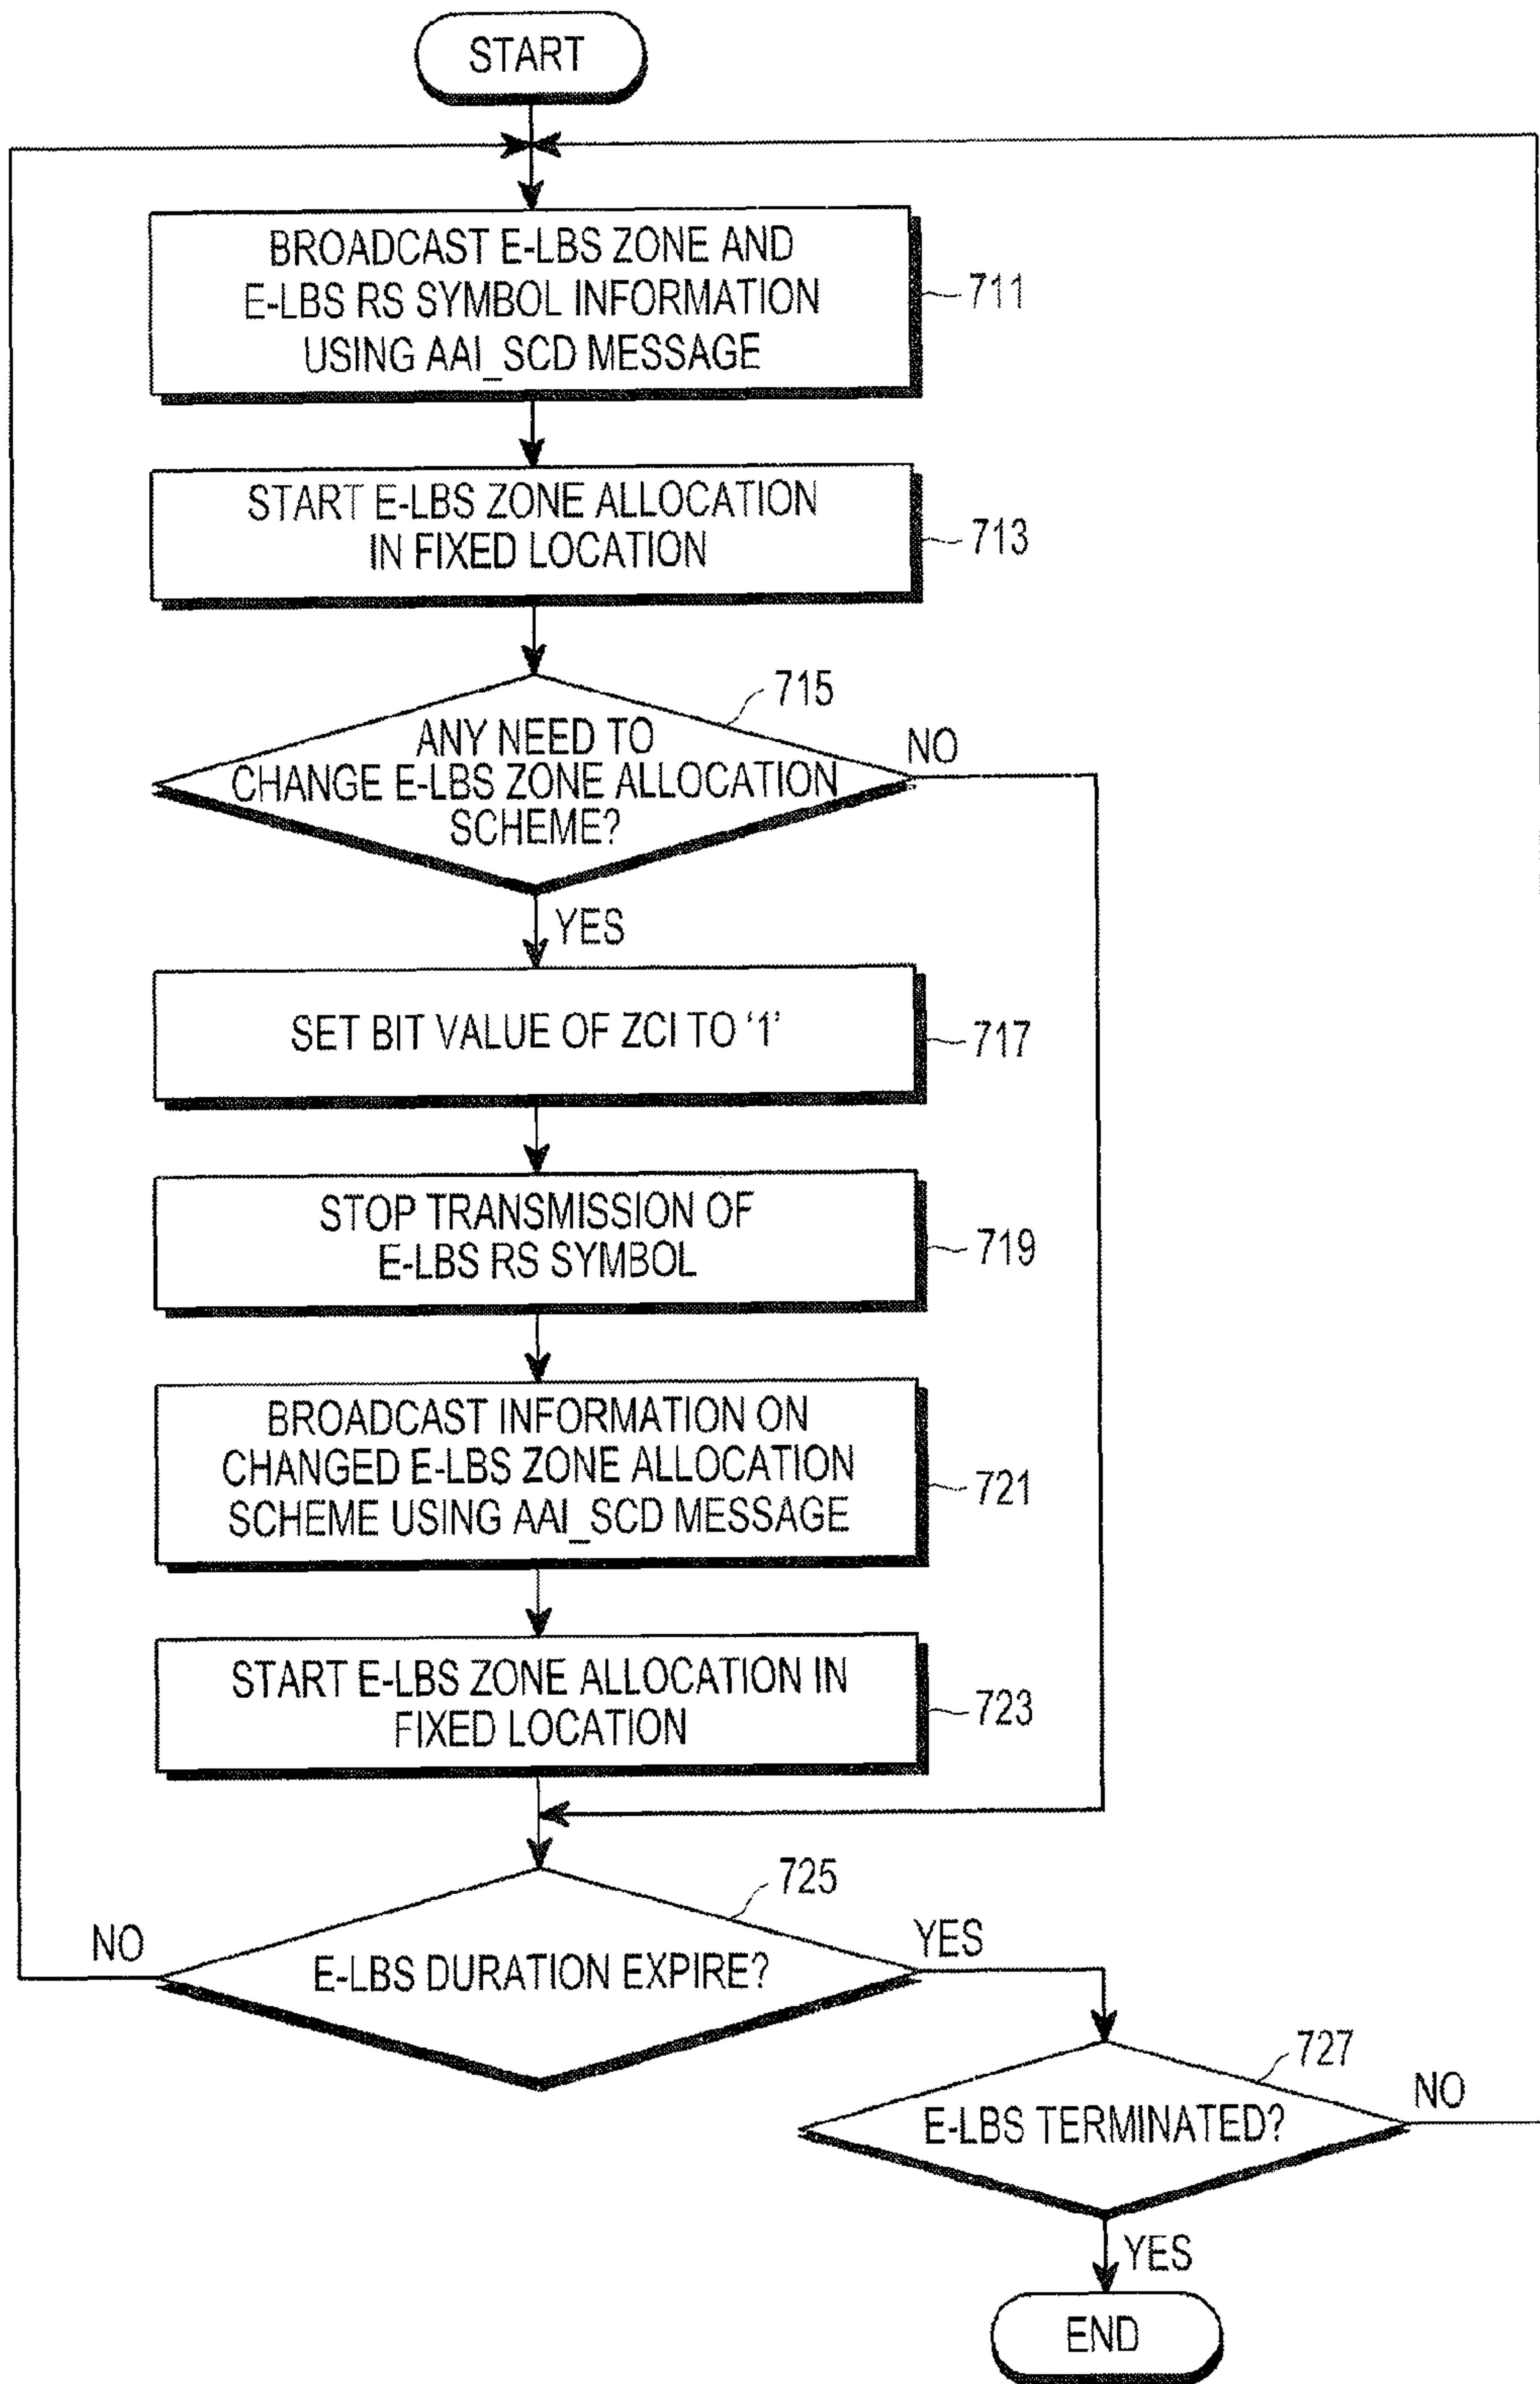 START
BROADCAST E-LBS ZONE AND
E-LBS RS SYMBOL INFORMATION
USING AAI_SCD MESSAGE
711
START E-LBS ZONE ALLOCATION
IN FIXED LOCATION
713
715
ANY NEED TO
CHANGE E-LBS ZONE ALLOCATION
SCHEME?
NO
YES
SET BIT VALUE OF ZCI TO ‘1’
717
STOP TRANSMISSION OF
E-LBS RS SYMBOL
719
BROADCAST INFORMATION ON
CHANGED E-LBS ZONE ALLOCATION
SCHEME USING AAI_SCD MESSAGE
721
START E-LBS ZONE ALLOCATION IN
FIXED LOCATION
723
725
NO
E-LBS DURATION EXPIRE?
YES
727
E-LBS TERMINATED?
NO
YES
END